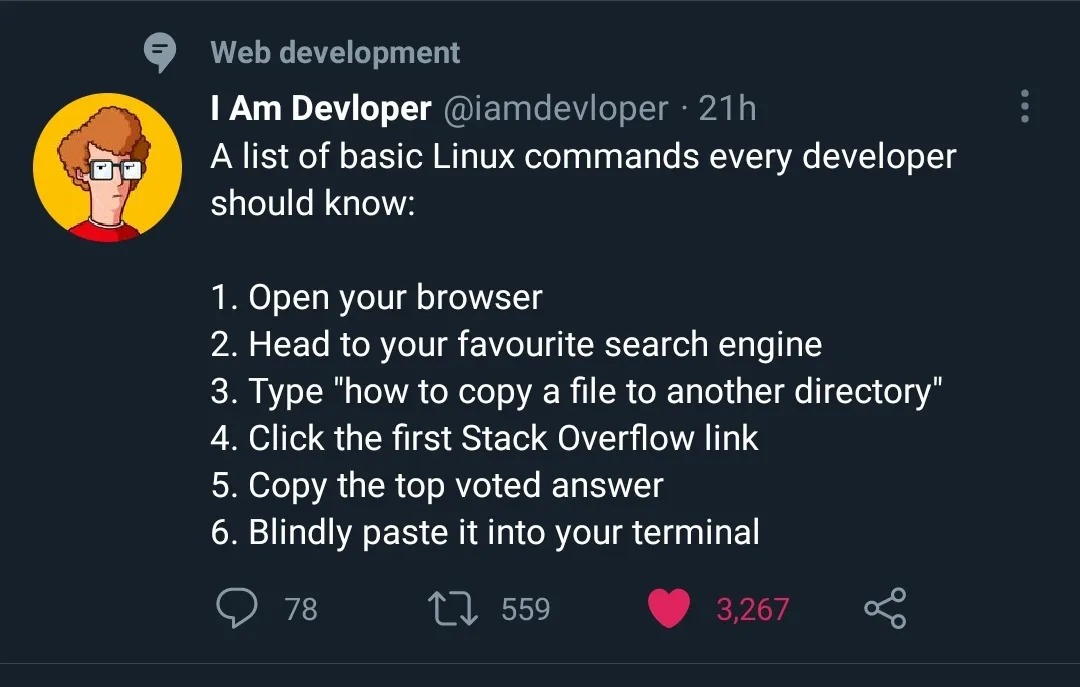 Web development
I Am Devloper @iamdevloper · 21h
A list of basic Linux commands every developer
should know:
1. Open your browser
2. Head to your favourite search engine
3. Type "how to copy a file to another directory"
4. Click the first Stack Overflow link
5. Copy the top voted answer
6. Blindly paste it into your terminal
78 559 3,267